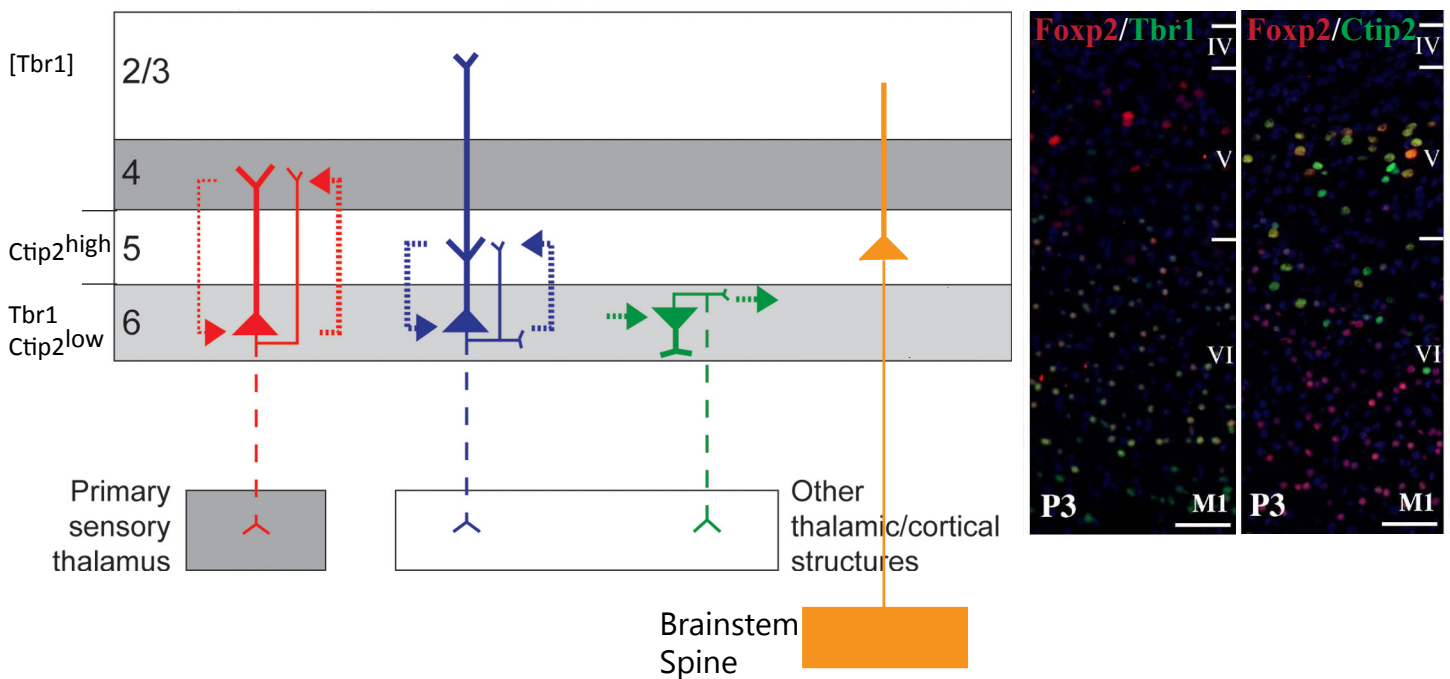 [Tbr1]
2/3
4
Ctip2high
5
Tbr1
Ctip2low
6
Primary
sensory
thalamus
Other
thalamic/cortical
structures
Brainstem
Spine
Foxp2/Tbr1
IV
V
VI
P3
M1
Foxp2/Ctip2
IV
V
VI
P3
M1